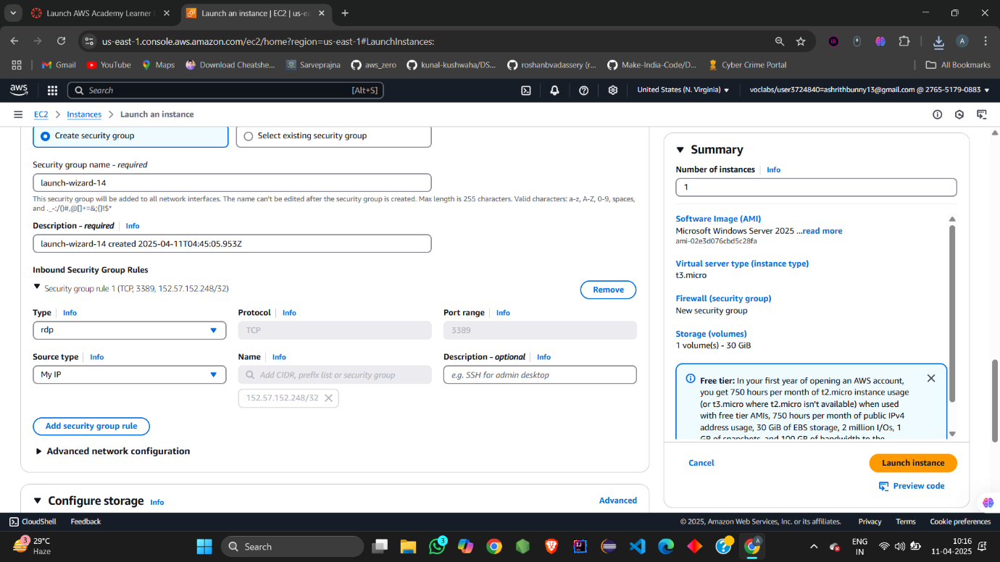 Launch AWS Academy Learner
Launch an instance | EC2 | us-ea
us-east-1.console.aws.amazon.com/ec2/home?region=us-east-1#LaunchInstances:
A
Gmail
YouTube
Maps
Download Cheatshe...
Sarveprajna
aws_zero
kunal-kushwaha/DS...
roshanbvadassery (r...
Make-India-Code/D...
Cyber Crime Portal
All Bookmarks
aws
Search
[Alt+S]
United States (N. Virginia)
voclabs/user3724840=ashrithbunny13@gmail.com @ 2765-5179-0883
EC2
Instances
Launch an instance
Create security group
Select existing security group
Security group name - required
launch-wizard-14
This security group will be added to all network interfaces. The name can't be edited after the security group is created. Max length is 255 characters. Valid characters: a-z, A-Z, 0-9, spaces,
and ._-:/()#,@[]+=&;{}!$*
Description - required
Info
launch-wizard-14 created 2025-04-11T04:45:05.953Z
Inbound Security Group Rules
Security group rule 1 (TCP, 3389, 152.57.152.248/32)
Remove
Type
Info
Protocol
Info
Port range
Info
rdp
TCP
3389
Source type
Info
Name
Info
Description - optional
Info
My IP
Add CIDR, prefix list or security group
e.g. SSH for admin desktop
152.57.152.248/32
Add security group rule
Advanced network configuration
Configure storage
Info
Advanced
Summary
Number of instances
Info
1
Software Image (AMI)
Microsoft Windows Server 2025 ...read more
ami-02e3d076cbd5c28fa
Virtual server type (instance type)
t3.micro
Firewall (security group)
New security group
Storage (volumes)
1 volume(s) - 30 GiB
Free tier: In your first year of opening an AWS account,
you get 750 hours per month of t2.micro instance usage
(or t3.micro where t2.micro isn't available) when used
with free tier AMIs, 750 hours per month of public IPv4
address usage, 30 GiB of EBS storage, 2 million I/Os, 1
GB of snapshots, and 100 GB of bandwidth to the
Cancel
Launch instance
Preview code
CloudShell
Feedback
© 2025, Amazon Web Services, Inc. or its affiliates.
Privacy
Terms
Cookie preferences
3
29°C
Haze
Search
3
A
ENG
IN
10:16
11-04-2025